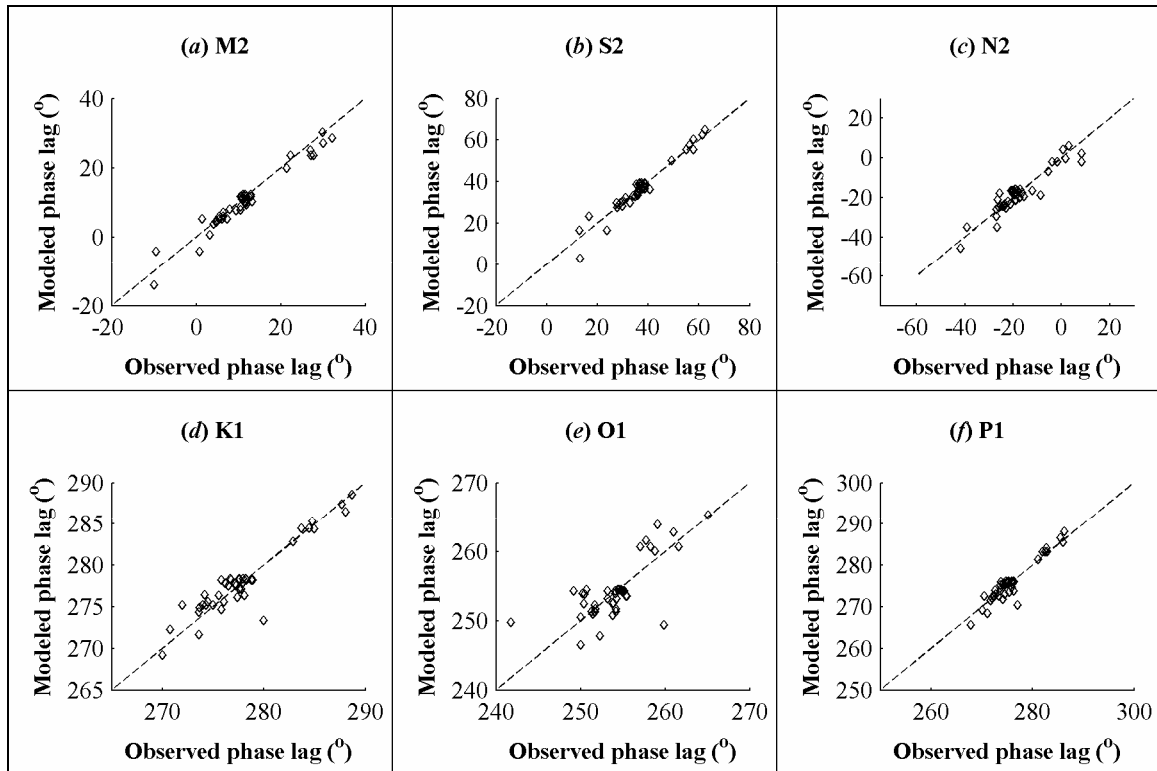 (a) M2
Modeled phase lag (°)
40
20
0
-20
-20 0 20 40
Observed phase lag (°)
(b) S2
Modeled phase lag (°)
80
60
40
20
0
-20
-20 0 20 40 60 80
Observed phase lag (°)
(c) N2
Modeled phase lag (°)
20
0
-20
-40
-60
-60 -40 -20 0 20
Observed phase lag (°)
(d) K1
Modeled phase lag (°)
290
285
280
275
270
265
270 280 290
Observed phase lag (°)
(e) O1
Modeled phase lag (°)
270
260
250
240
240 250 260 270
Observed phase lag (°)
(f) P1
Modeled phase lag (°)
300
290
280
270
260
250
260 280 300
Observed phase lag (°)